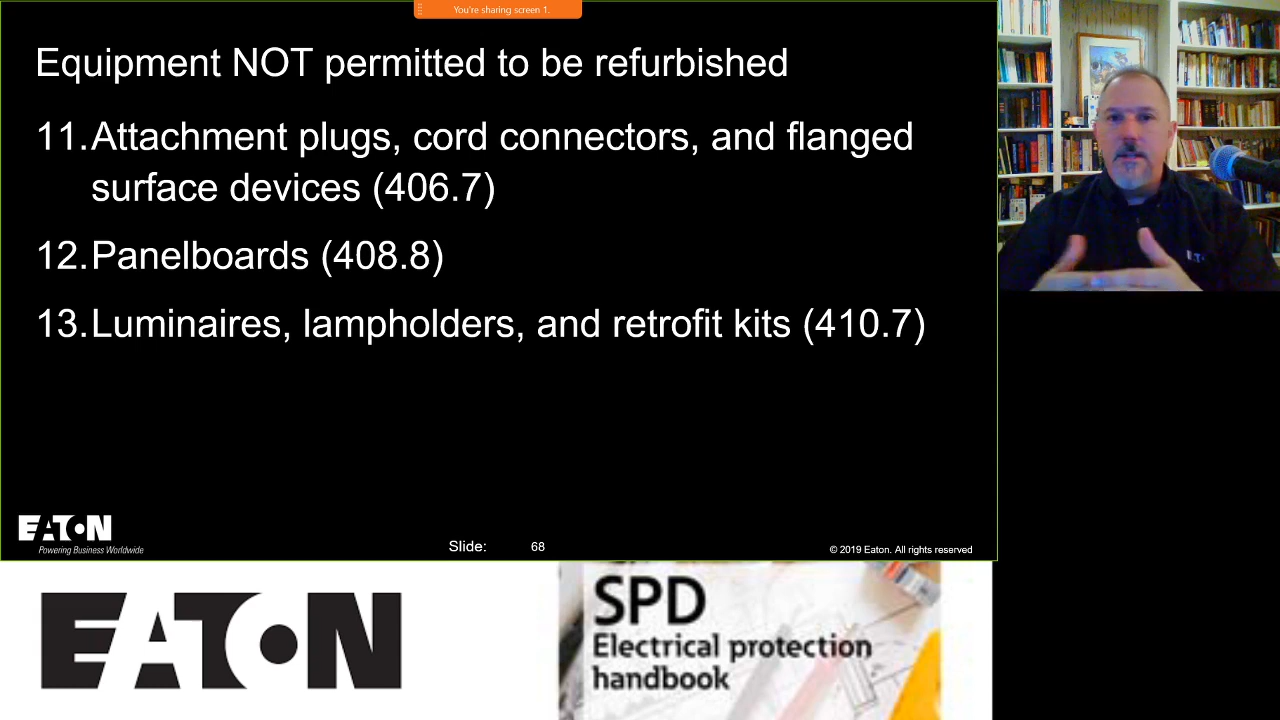 You're sharing screen 1.
Equipment NOT permitted to be refurbished
11. Attachment plugs, cord connectors, and flanged
surface devices (406.7)
12. Panelboards (408.8)
13. Luminaires, lampholders, and retrofit kits (410.7)
EATON
Powering Business Worldwide
Slide: 68
© 2019 Eaton. All rights reserved
EATON
SPD
Electrical protection
handbook